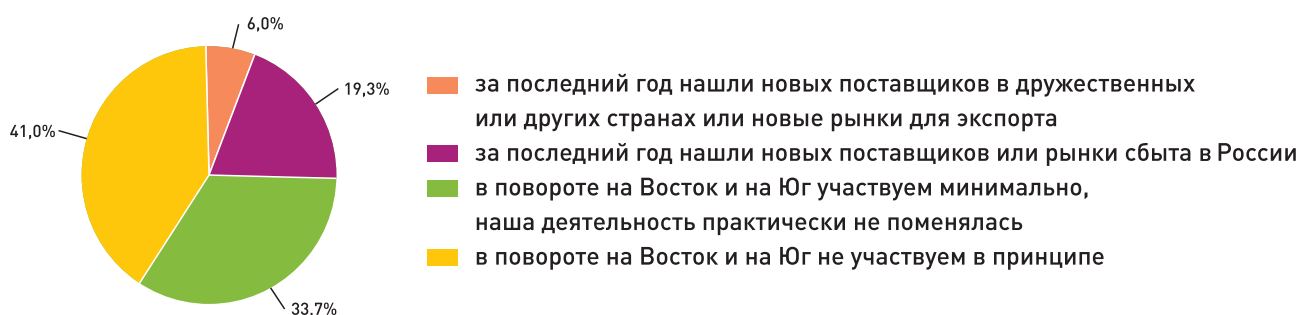 6,0%
19,3%
41,0%
33,7%
за последний год нашли новых поставщиков в дружественных
или других странах или новые рынки для экспорта
за последний год нашли новых поставщиков или рынки сбыта в России
в повороте на Восток и на Юг участвуем минимально,
наша деятельность практически не поменялась
в повороте на Восток и на Юг не участвуем в принципе